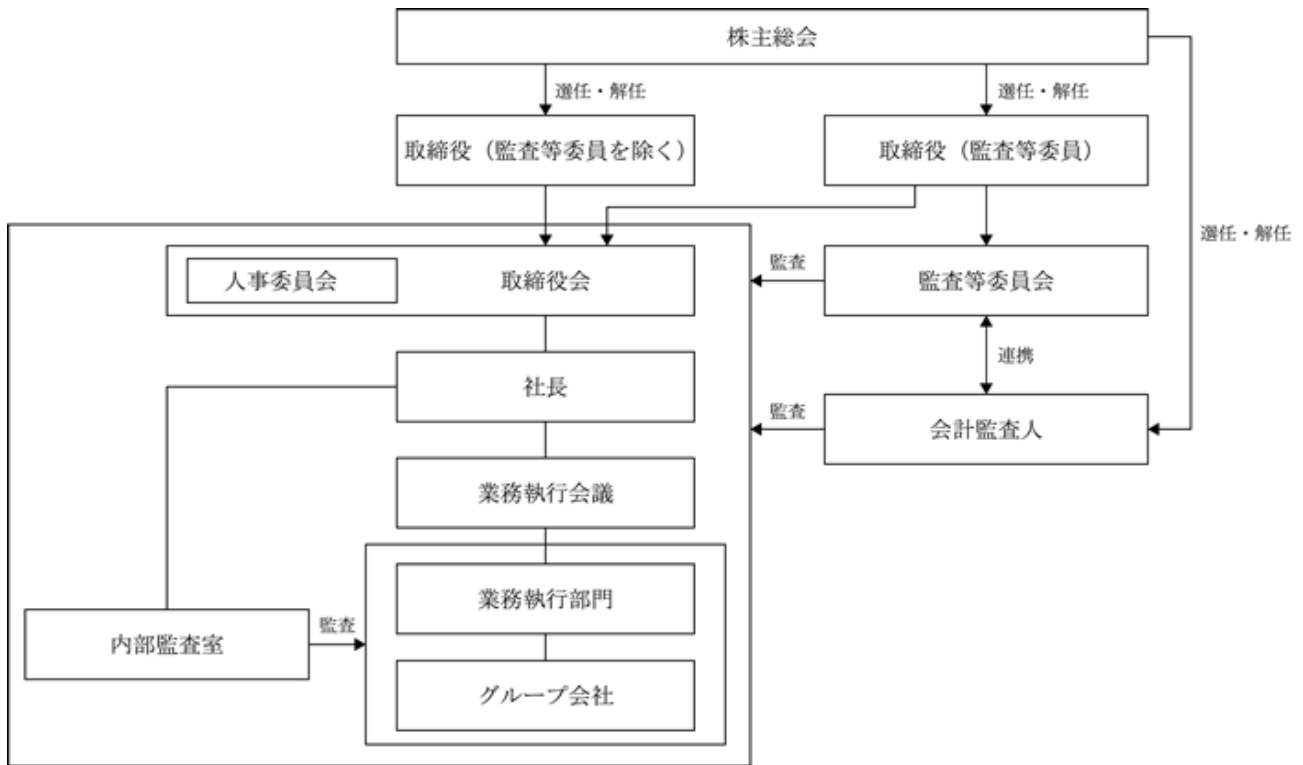 株主総会
選任・解任
選任・解任
取締役（監査等委員を除く）
取締役（監査等委員）
選任・解任
人事委員会
取締役会
監査
監査等委員会
連携
社長
監査
会計監査人
業務執行会議
業務執行部門
内部監査室
監査
グループ会社